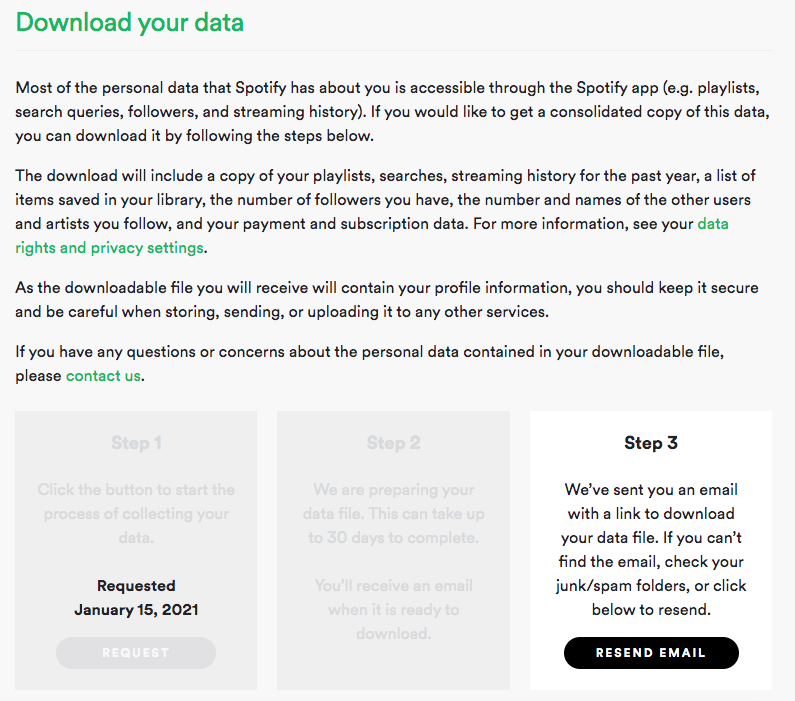 Download your data
Most of the personal data that Spotify has about you is accessible through the Spotify app (e.g. playlists,
search queries, followers, and streaming history). If you would like to get a consolidated copy of this data,
you can download it by following the steps below.
The download will include a copy of your playlists, searches, streaming history for the past year, a list of
items saved in your library, the number of followers you have, the number and names of the other users
and artists you follow, and your payment and subscription data. For more information, see your data
rights and privacy settings.
As the downloadable file you will receive will contain your profile information, you should keep it secure
and be careful when storing, sending, or uploading it to any other services.
If you have any questions or concerns about the personal data contained in your downloadable file,
please contact us.
Step 1
Click the button to start the
process of collecting your
data.
Requested
January 15, 2021
REQUEST
Step 2
We are preparing your
data file. This can take up
to 30 days to complete.
You'll receive an email
when it is ready to
download.
Step 3
We've sent you an email
with a link to download
your data file. If you can't
find the email, check your
junk/spam folders, or click
below to resend.
RESEND EMAIL